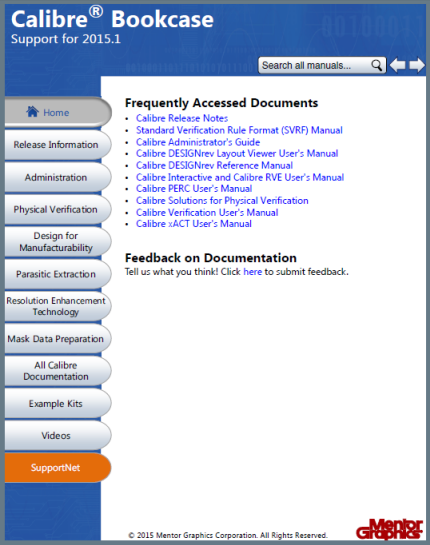 Calibre® Bookcase
Support for 2015.1
Search all manuals...
Home
Release Information
Administration
Physical Verification
Design for
Manufacturability
Parasitic Extraction
Resolution Enhancement
Technology
Mask Data Preparation
All Calibre
Documentation
Example Kits
Videos
SupportNet
Frequently Accessed Documents
• Calibre Release Notes
• Standard Verification Rule Format (SVRF) Manual
• Calibre Administrator's Guide
• Calibre DESIGNrev Layout Viewer User's Manual
• Calibre DESIGNrev Reference Manual
• Calibre Interactive and Calibre RVE User's Manual
• Calibre PERC User's Manual
• Calibre Solutions for Physical Verification
• Calibre Verification User's Manual
• Calibre xACT User's Manual
Feedback on Documentation
Tell us what you think! Click here to submit feedback.
© 2015 Mentor Graphics Corporation. All Rights Reserved.
Mentor
Graphics